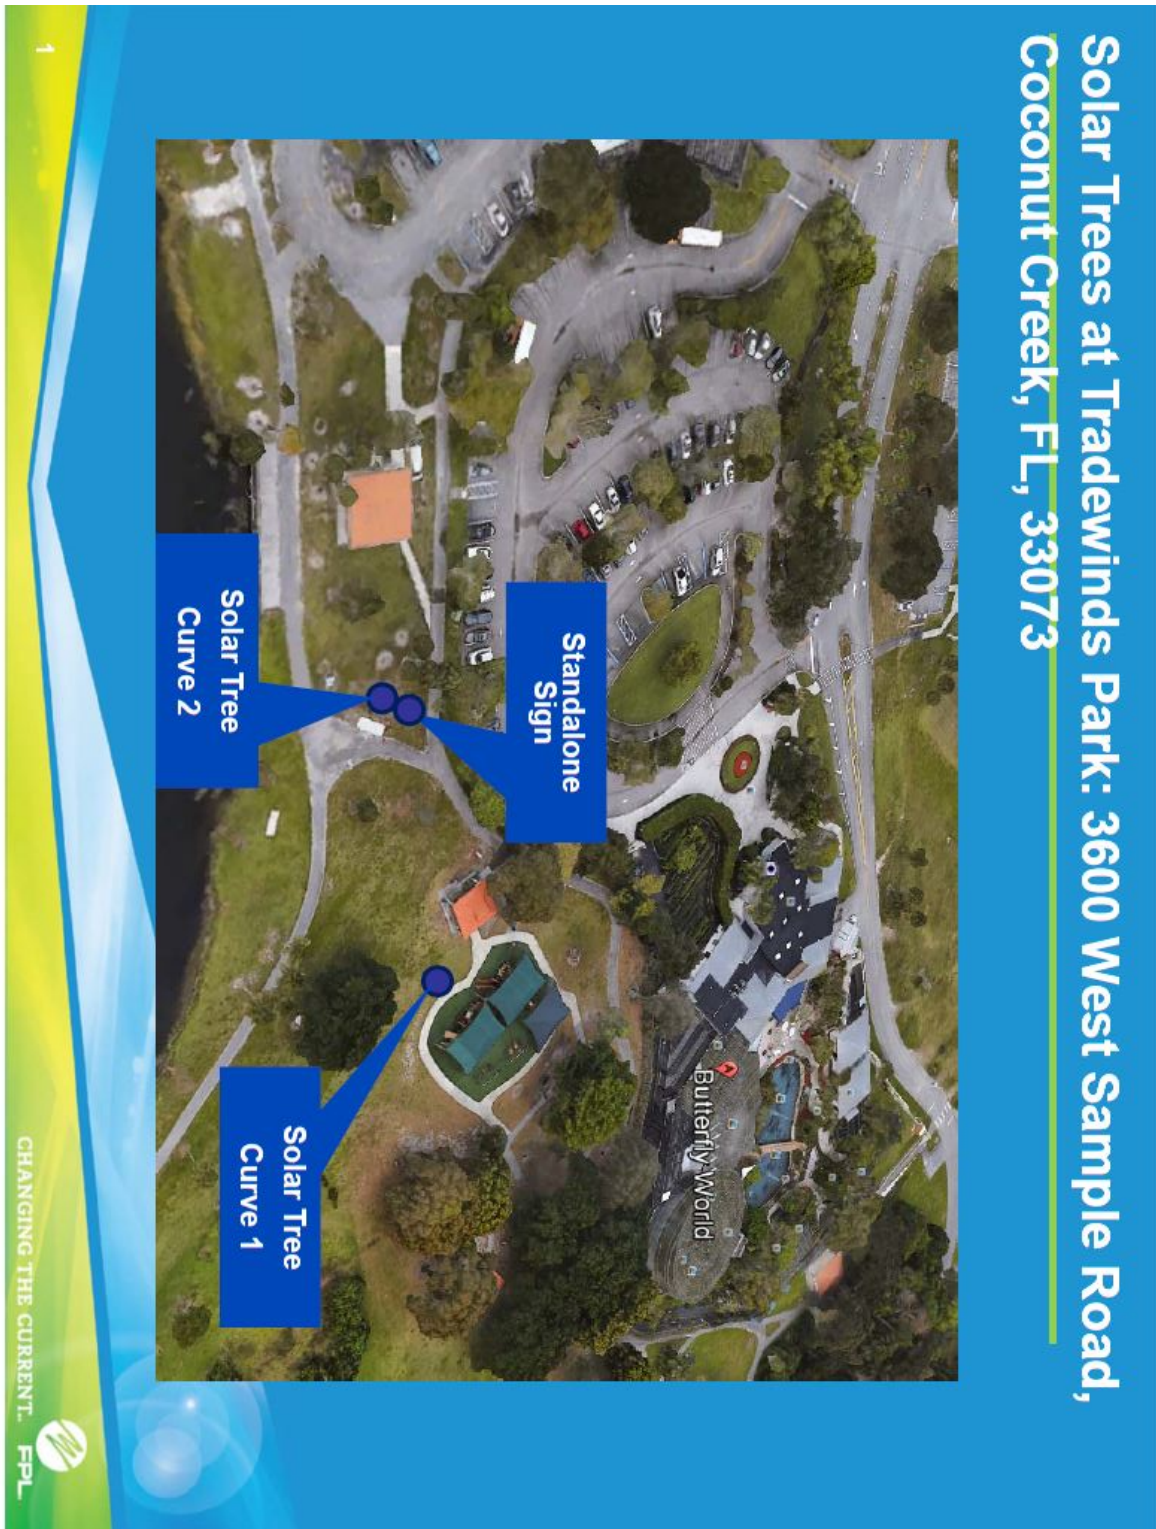 Solar Trees at Tradewinds Park: 3600 West Sample Road,
Coconut Creek, FL, 33073
Standalone
Sign
Butterfly World
Solar Tree
Curve 2
Solar Tree
Curve 1
1
CHANGING THE CURRENT.
FPL.